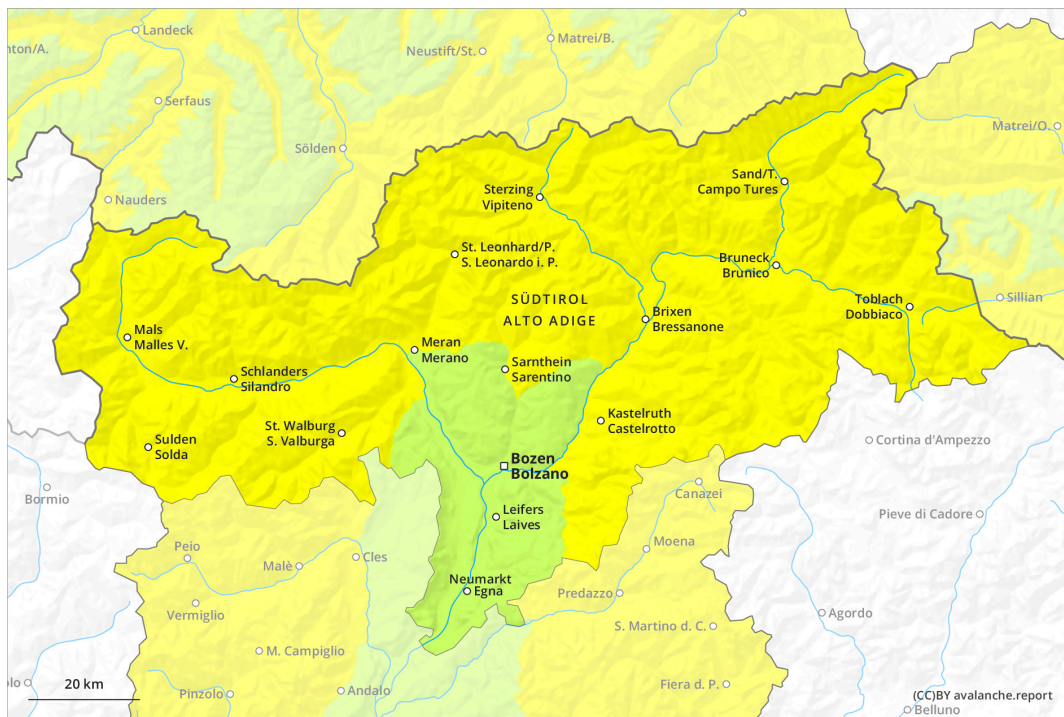 Landeck
nton/A.
Matrei/B.
Neustift/St.
Serfaus
Matrei/O.
Sölden
Sand/T.
Campo Tures
Sterzing
Vipiteno
Nauders
St. Leonhard/P.
S. Leonardo i. P.
Bruneck
Brunico
SÜDTIROL
ALTO ADIGE
Toblach
Dobbiaco
Sillian
Brixen
Bressanone
Mals
Malles V.
Meran
Merano
Sarnthein
Sarentino
Schlanders
Silandro
Kastelruth
Castelrotto
St. Walburg
S. Valburga
Sulden
Solda
Cortina d'Ampezzo
Bozen
Bolzano
Bormio
Canazei
Leifers
Laives
Pieve di Cadore
Moena
Peio
Cles
Malè
Neumarkt
Egna
Predazzo
Vermiglio
Agordo
S. Martino d. C.
M. Campiglio
olo
20 km
Pinzolo
Andalo
Fiera d. P.
(CC)BY avalanche.report
Belluno